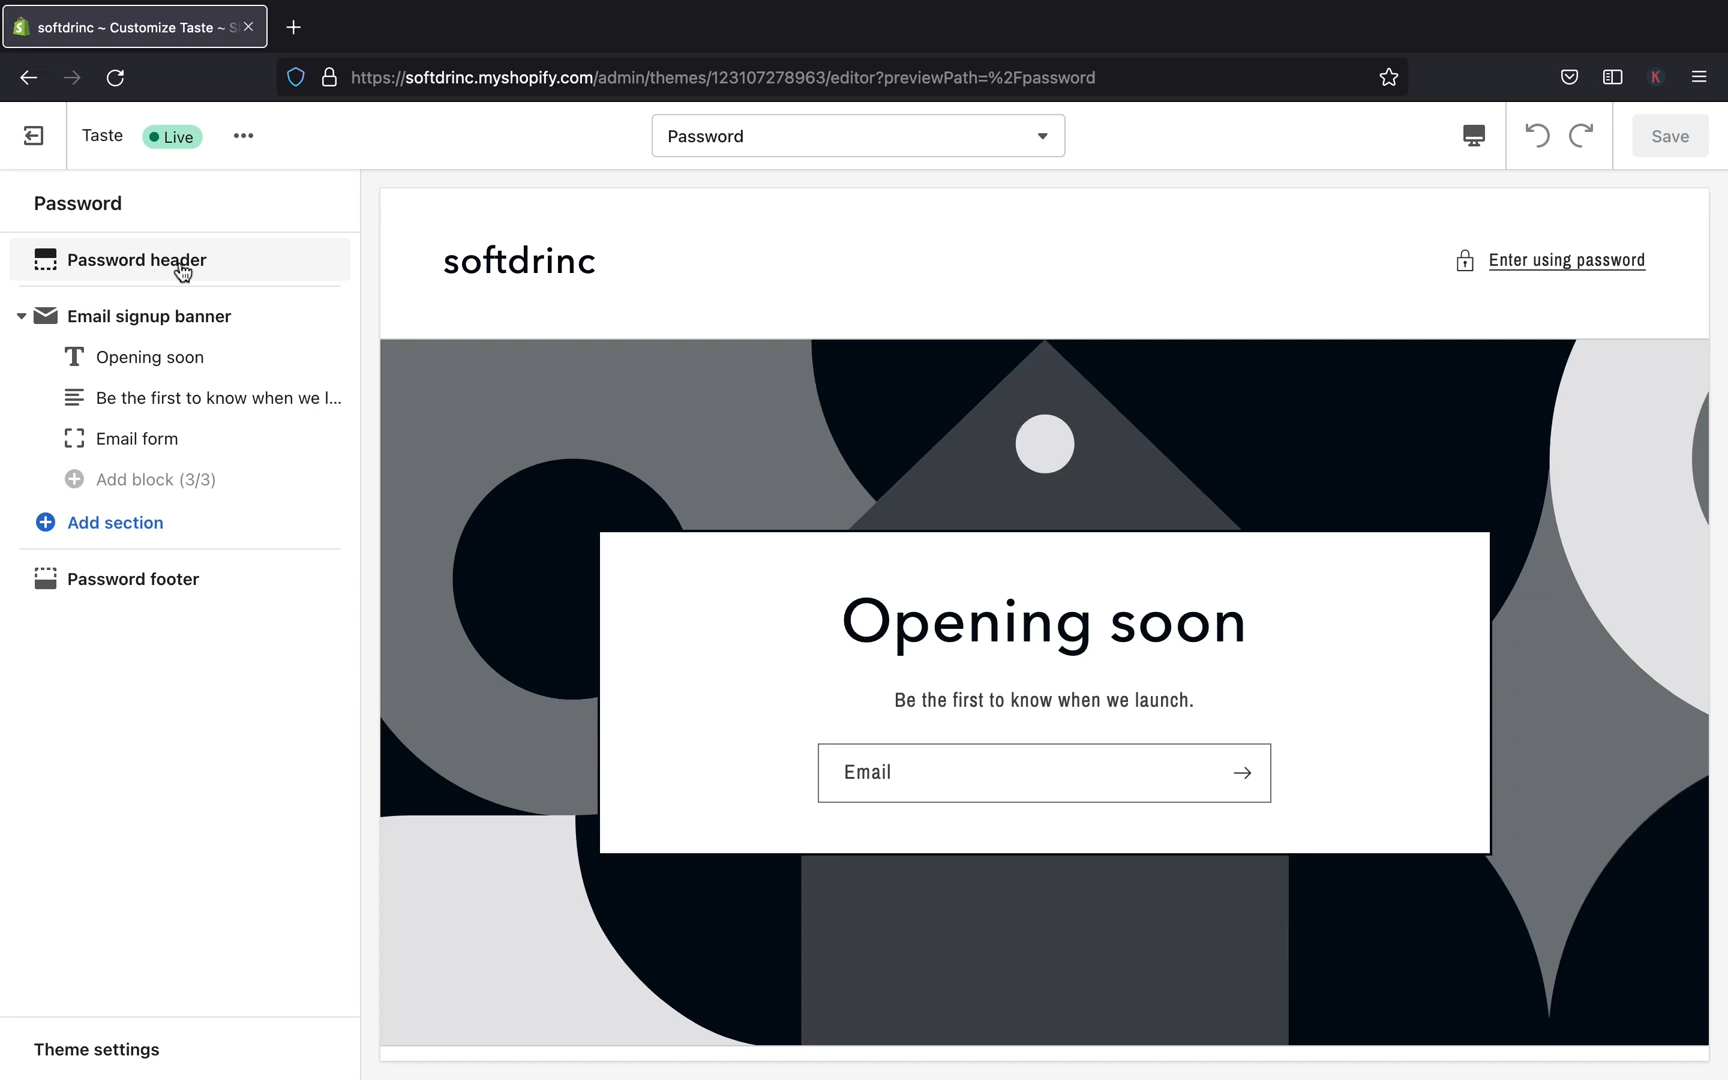 softdrinc ~ Customize Taste ~ S
https://softdrinc.myshopify.com/admin/themes/123107278963/editor?previewPath=%2Fpassword
K
Taste
Live
Password
Save
Password
Password header
Email signup banner
Opening soon
Be the first to know when we l...
Email form
Add block (3/3)
Add section
Password footer
Theme settings
softdrinc
Enter using password
Opening soon
Be the first to know when we launch.
Email